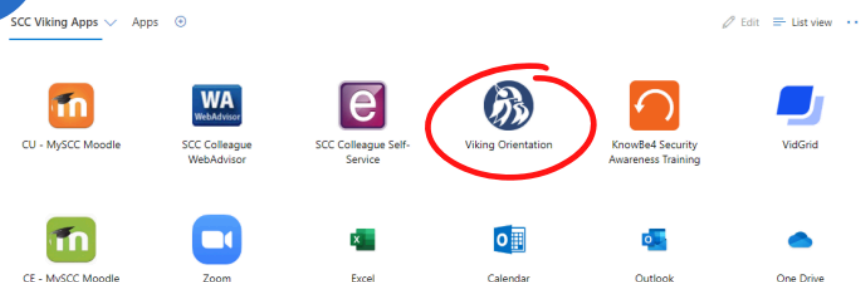 SCC Viking Apps Apps Edit List view
WA
WebAdvisor
CU - MySCC Moodle
SCC Colleague
WebAdvisor
SCC Colleague Self-
Service
Viking Orientation
KnowBe4 Security
Awareness Training
VidGrid
CE - MySCC Moodle
Zoom
Excel
Calendar
Outlook
One Drive